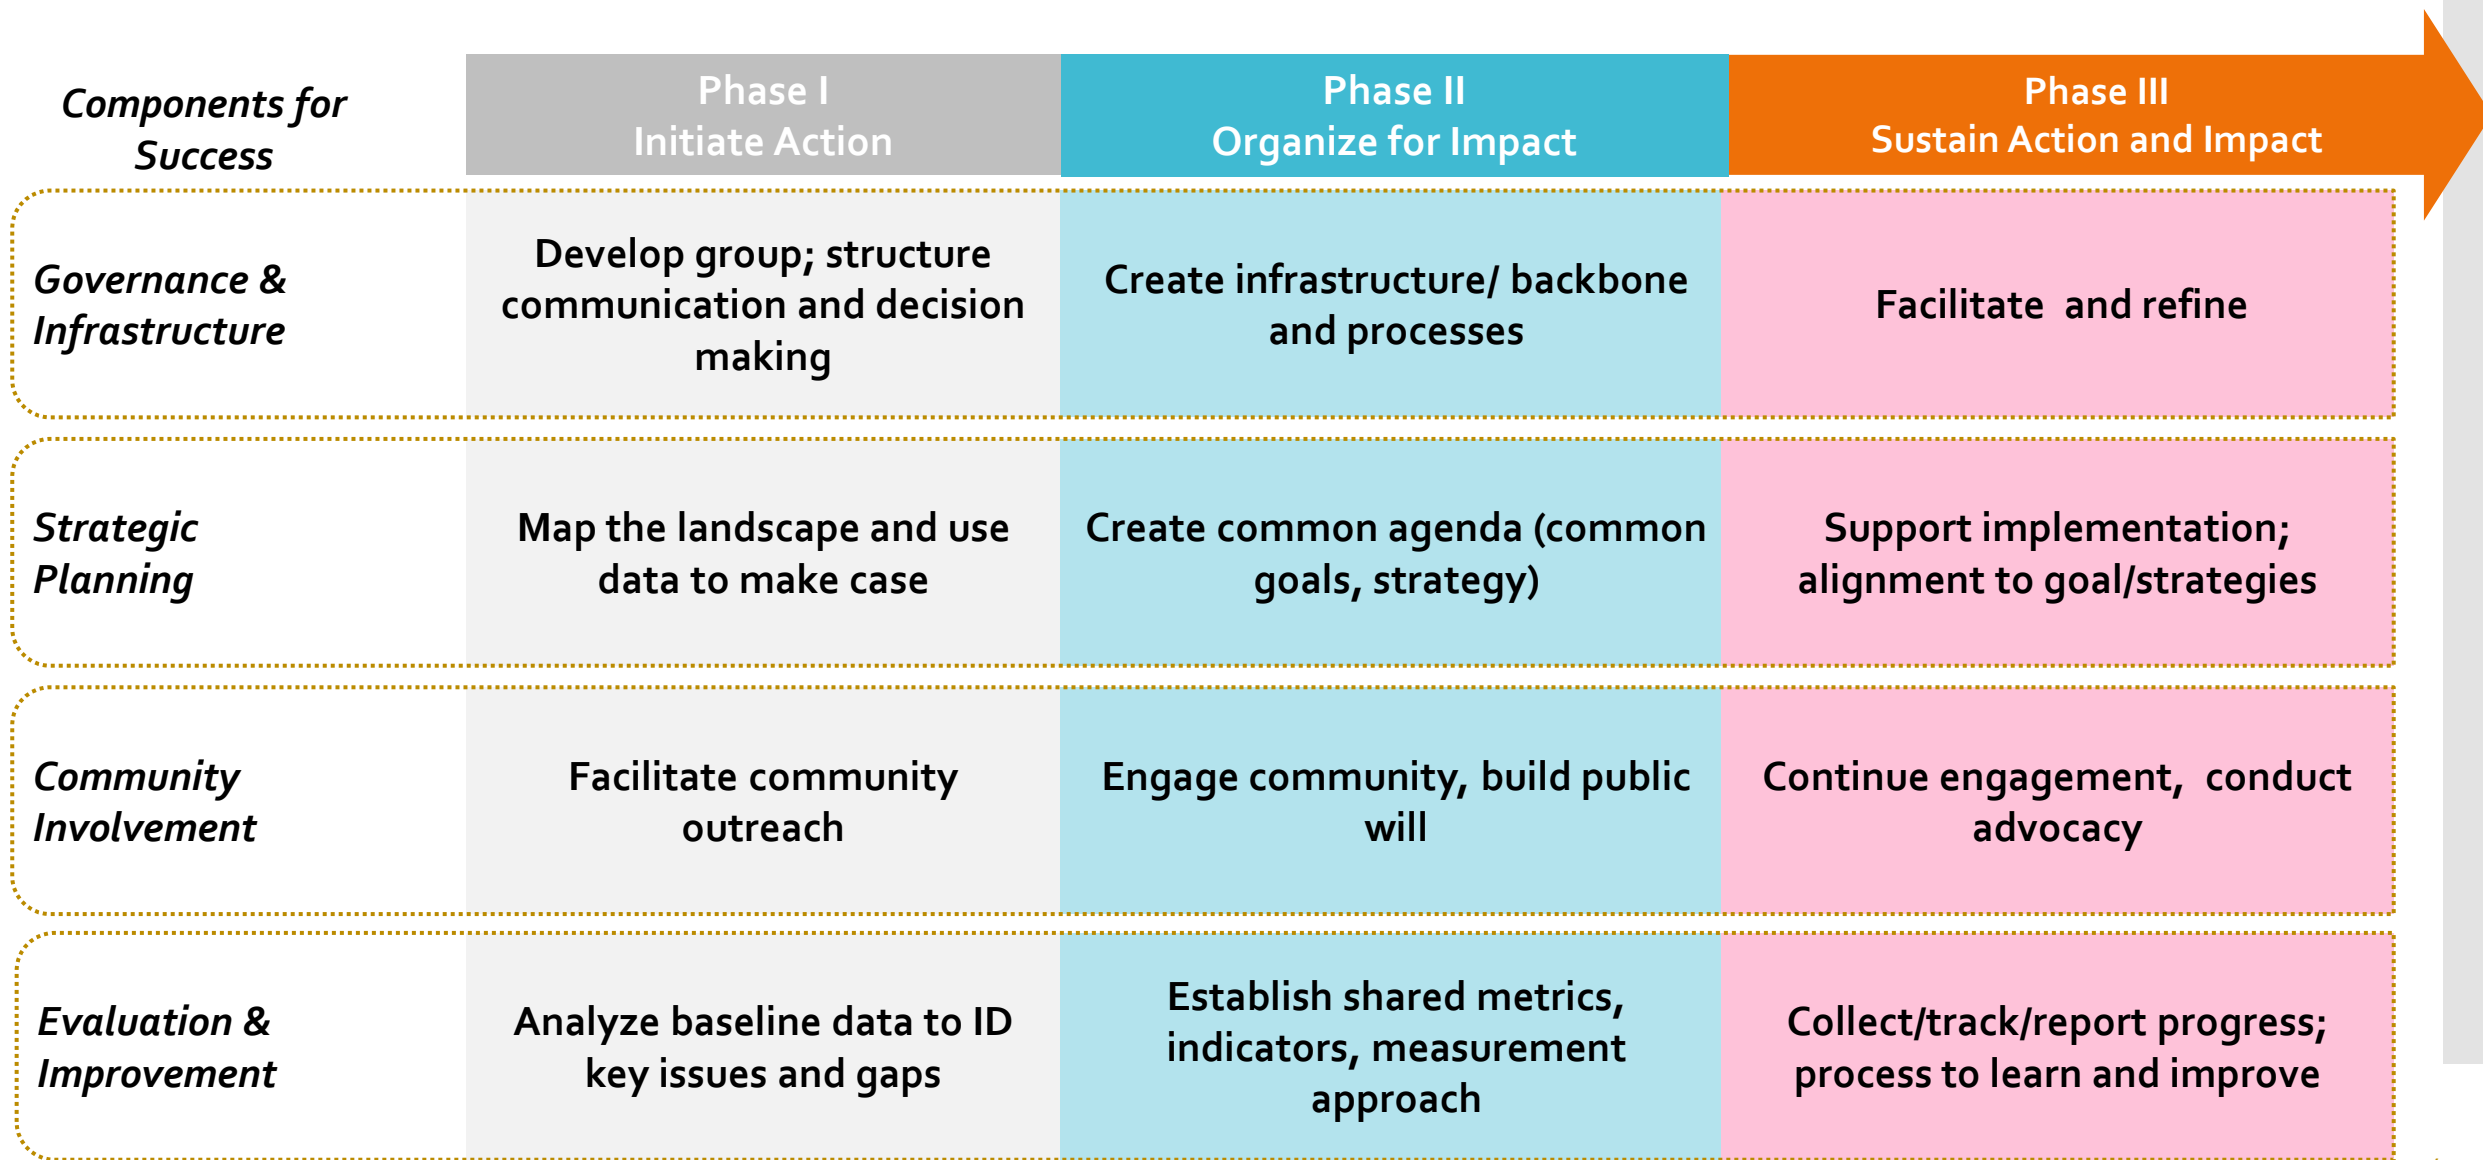 Components for
Success
Phase I
Initiate Action
Phase II
Organize for Impact
Phase III
Sustain Action and Impact
Governance &
Infrastructure
Develop group; structure
communication and decision
making
Create infrastructure/ backbone
and processes
Facilitate  and refine
Strategic
Planning
Map the landscape and use
data to make case
Create common agenda (common
goals, strategy)
Support implementation;
alignment to goal/strategies
Community
Involvement
Facilitate community
outreach
Engage community, build public
will
Continue engagement,  conduct
advocacy
Evaluation &
Improvement
Analyze baseline data to ID
key issues and gaps
Establish shared metrics,
indicators, measurement
approach
Collect/track/report progress;
process to learn and improve